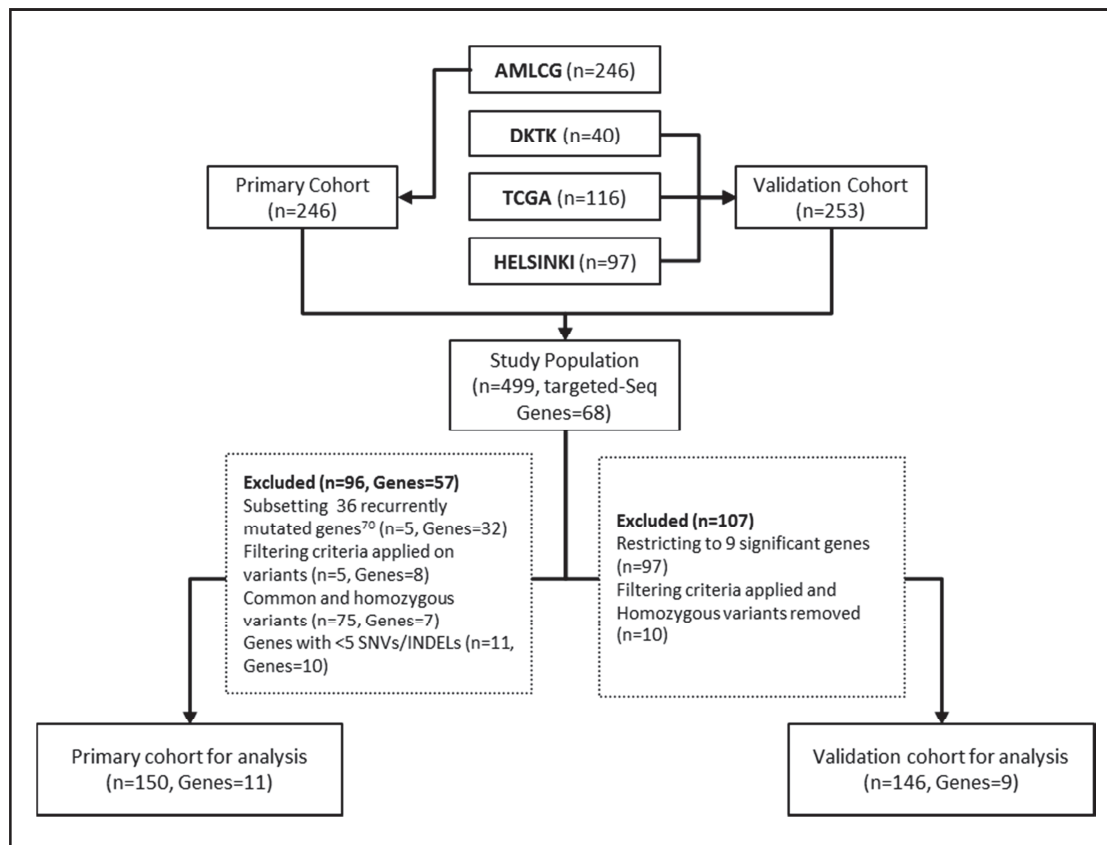 AMLCG (n=246)
DKTK (n=40)
Primary Cohort
(n=246)
TCGA (n=116)
Validation Cohort
(n=253)
HELSINKI (n=97)
Study Population
(n=499, targeted-Seq
Genes=68)
Excluded (n=96, Genes=57)
Subsetting 36 recurrently
mutated genes⁷⁰ (n=5, Genes=32)
Filtering criteria applied on
variants (n=5, Genes=8)
Common and homozygous
variants (n=75, Genes=7)
Genes with <5 SNVs/INDELs (n=11,
Genes=10)
Excluded (n=107)
Restricting to 9 significant genes
(n=97)
Filtering criteria applied and
Homozygous variants removed
(n=10)
Primary cohort for analysis
(n=150, Genes=11)
Validation cohort for analysis
(n=146, Genes=9)